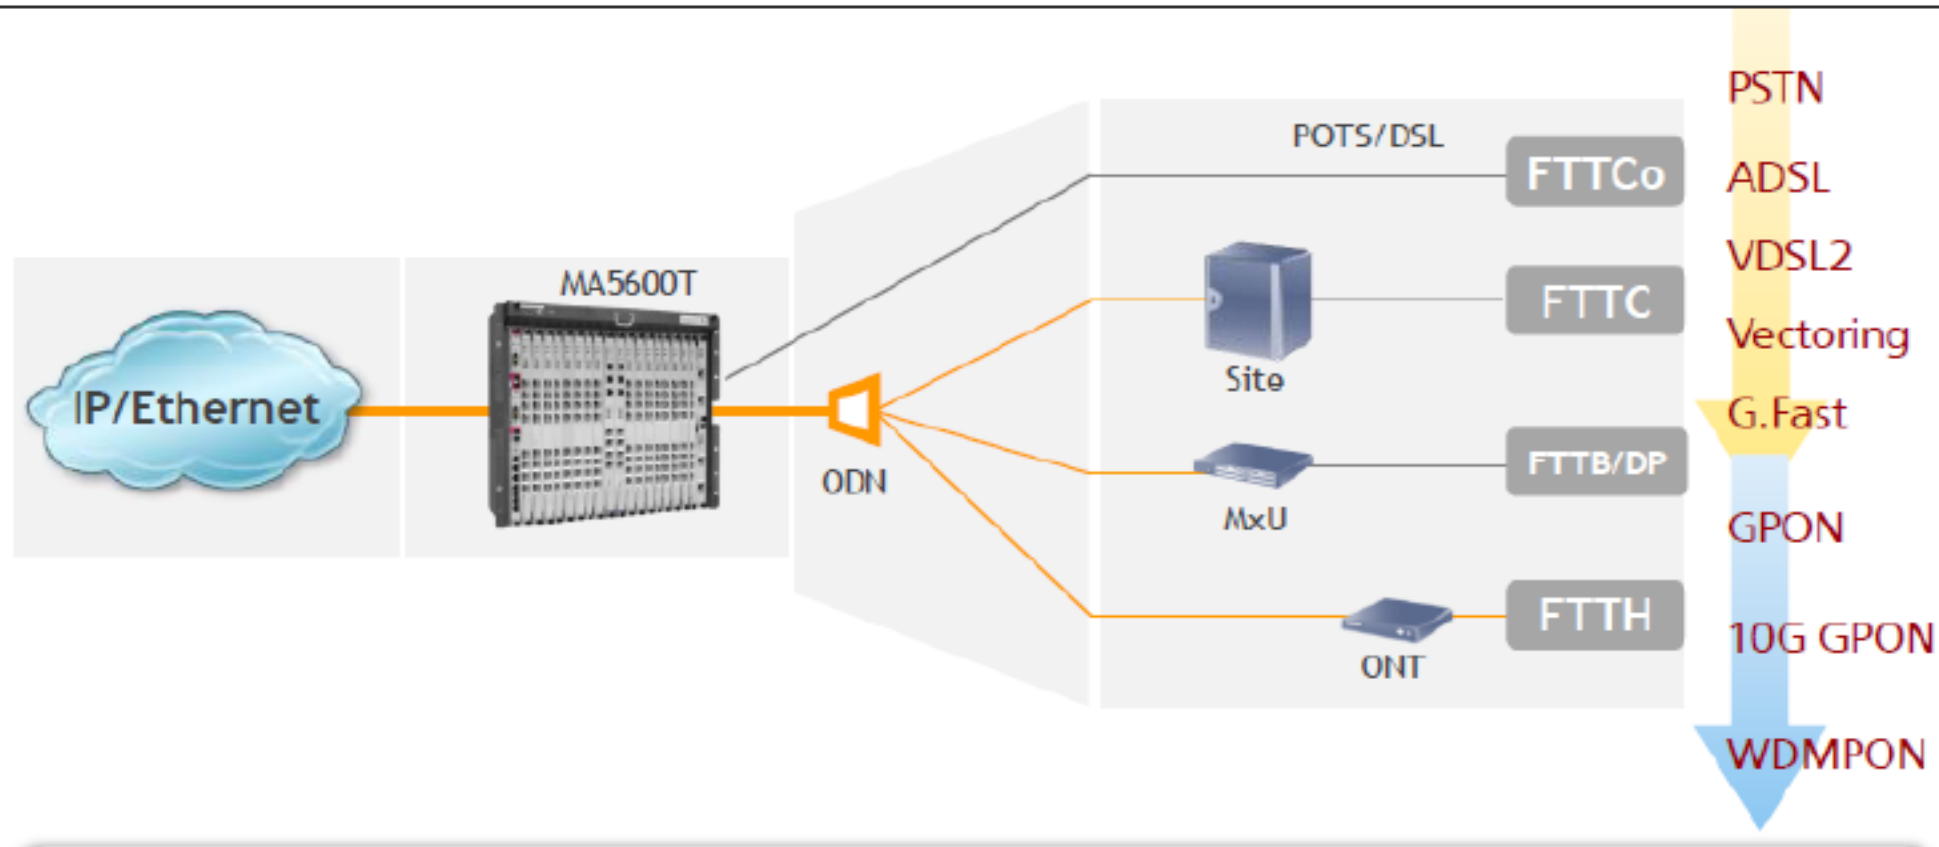 PSTN
POTS/DSL
FTTCo
ADSL
VDSL2
MA5600T
FTTC
Vectoring
Site
IP/Ethernet
G.Fast
ODN
FTTB/DP
MxU
GPON
FTTH
10G GPON
ONT
WDMPON